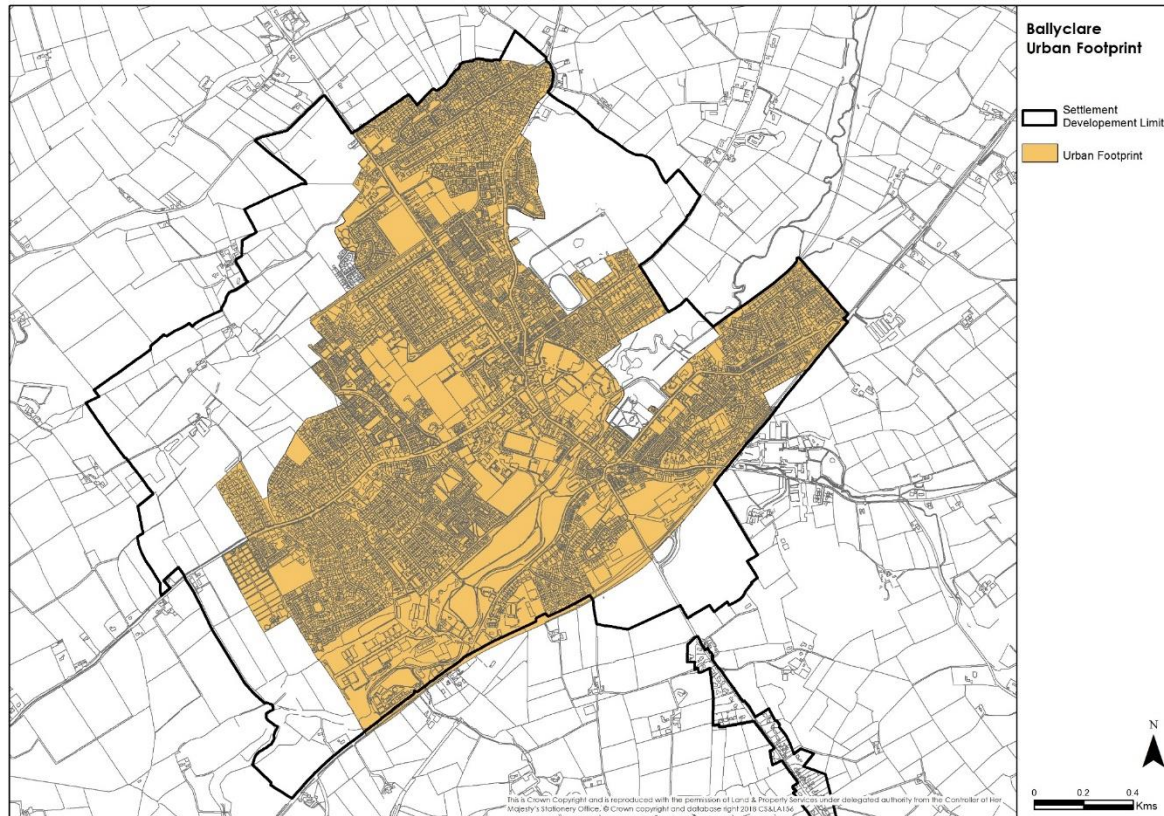 Ballyclare
Urban Footprint
Settlement
Developement Limit
Urban Footprint
N
0 0.2 0.4
Kms
This is Crown Copyright and is reproduced with the permission of Land & Property Services under delegated authority from the Controller of Her
Majesty's Stationery Office, © Crown copyright and database right 2018 CS&LA156